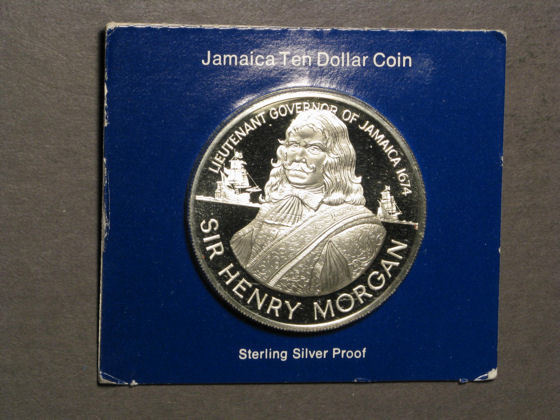 Jamaica Ten Dollar Coin
LIEUTENANT GOVERNOR OF JAMAICA 1674
SIR HENRY MORGAN
Sterling Silver Proof